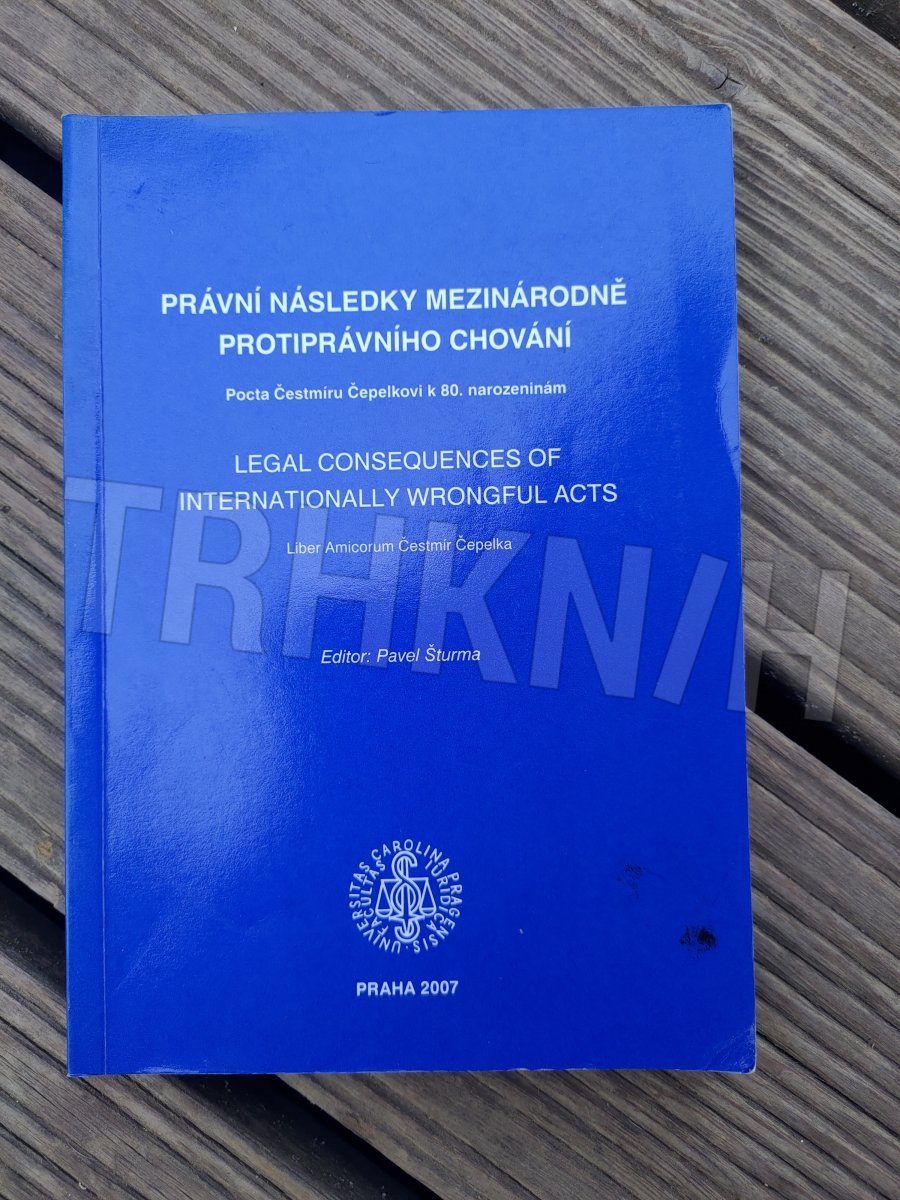 PRÁVNÍ NÁSLEDKY MEZINÁRODNĚ
PROTIPRÁVNÍHO CHOVÁNÍ
Pocta Čestmíru Čepelkovi k 80. narozeninám
LEGAL CONSEQUENCES OF
INTERNATIONALLY WRONGFUL ACTS
TRHKNIH
Liber Amicorum Čestmír Čepelka
Editor: Pavel Šturma
UNIVERSITAS CAROLINA PRAGENSIS
FACULTAS IURIDICA
PRAHA 2007